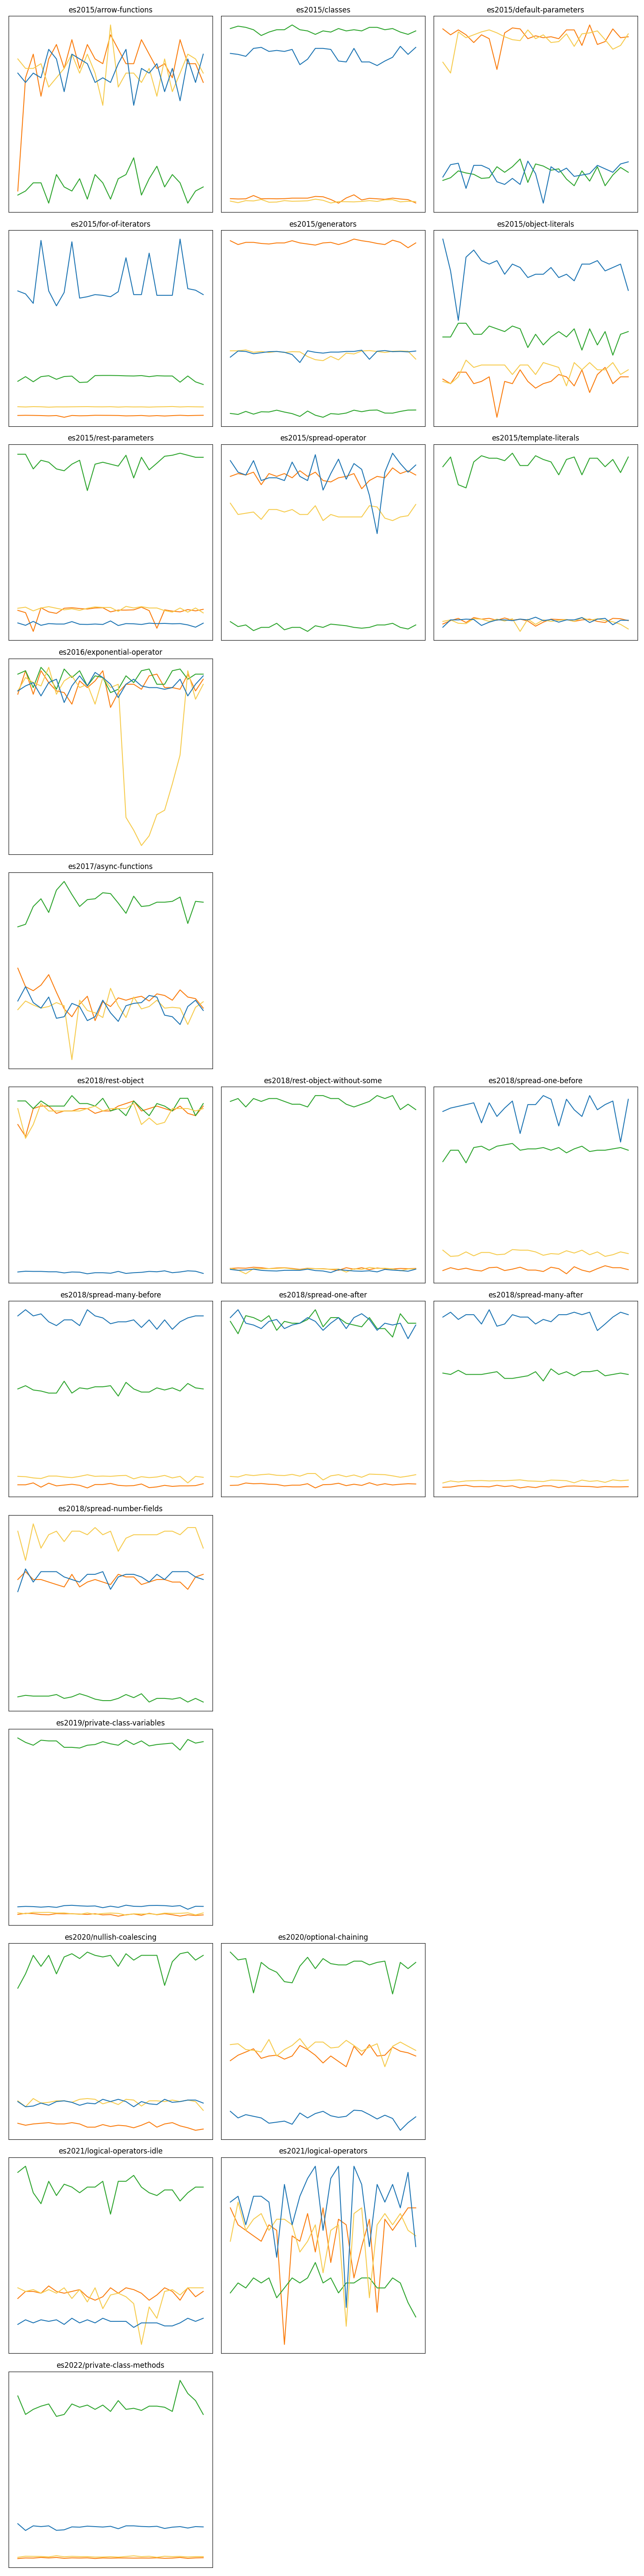 es2015/arrow-functions
es2015/classes
es2015/default-parameters
es2015/for-of-iterators
es2015/generators
es2015/object-literals
es2015/rest-parameters
es2015/spread-operator
es2015/template-literals
es2016/exponential-operator
es2017/async-functions
es2018/rest-object
es2018/rest-object-without-some
es2018/spread-one-before
es2018/spread-many-before
es2018/spread-one-after
es2018/spread-many-after
es2018/spread-number-fields
es2019/private-class-variables
es2020/nullish-coalescing
es2020/optional-chaining
es2021/logical-operators-idle
es2021/logical-operators
es2022/private-class-methods